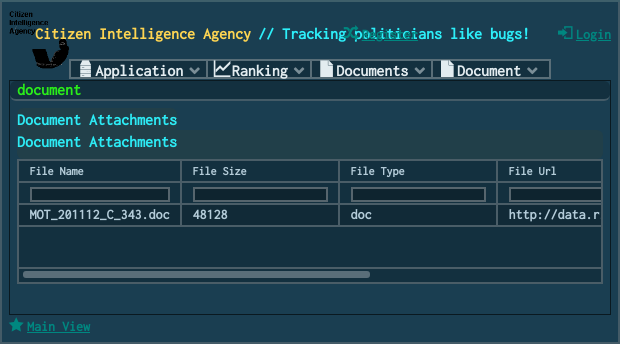 Citizen
Intelligence
Agency
Citizen Intelligence Agency // Tracking politicians like bugs!
Register
Login
Application
Ranking
Documents
Document
document
Document Attachments
Document Attachments
File Name File Size File Type File Url
MOT_201112_C_343.doc 48128 doc http://data.r
Main View